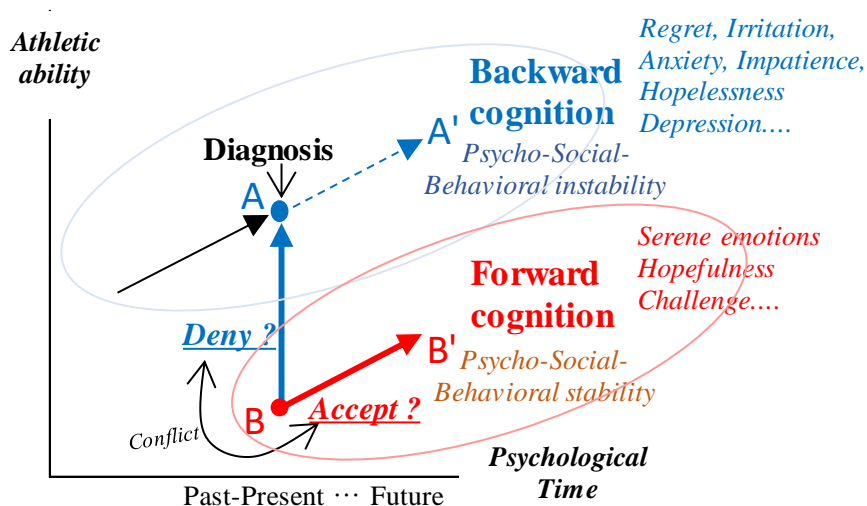 Athletic
ability
Regret, Irritation,
Anxiety, Impatience,
Hopelessness
Depression....
Backward
cognition
Psycho-Social-
Behavioral instability
A'
Diagnosis
A
Serene emotions
Hopefulness
Challenge....
Forward
cognition
Psycho-Social-
Behavioral stability
B'
Deny ?
B
Accept ?
Conflict
Psychological
Time
Past-Present ··· Future